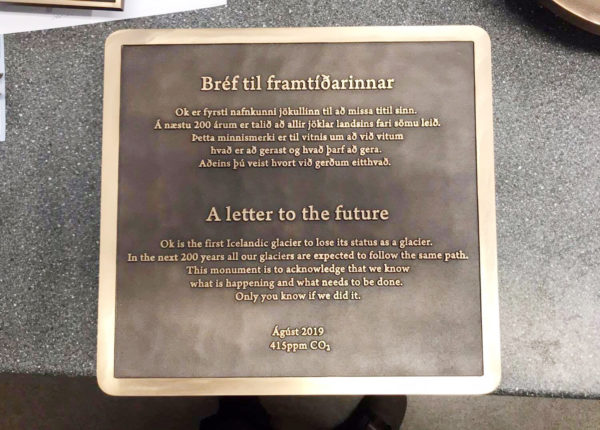 Bréf til framtíðarinnar
Ok er fyrsti nafnkunni jökullinn til að missa titil sinn.
Á næstu 200 árum er talið að allir jöklar landsins fari sömu leið.
Þetta minnismerki er til vitnis um að við vitum
hvað er að gerast og hvað þarf að gera.
Aðeins þú veist hvort við gerðum eitthvað.
A letter to the future
Ok is the first Icelandic glacier to lose its status as a glacier.
In the next 200 years all our glaciers are expected to follow the same path.
This monument is to acknowledge that we know
what is happening and what needs to be done.
Only you know if we did it.
Ágúst 2019
415ppm CO₂